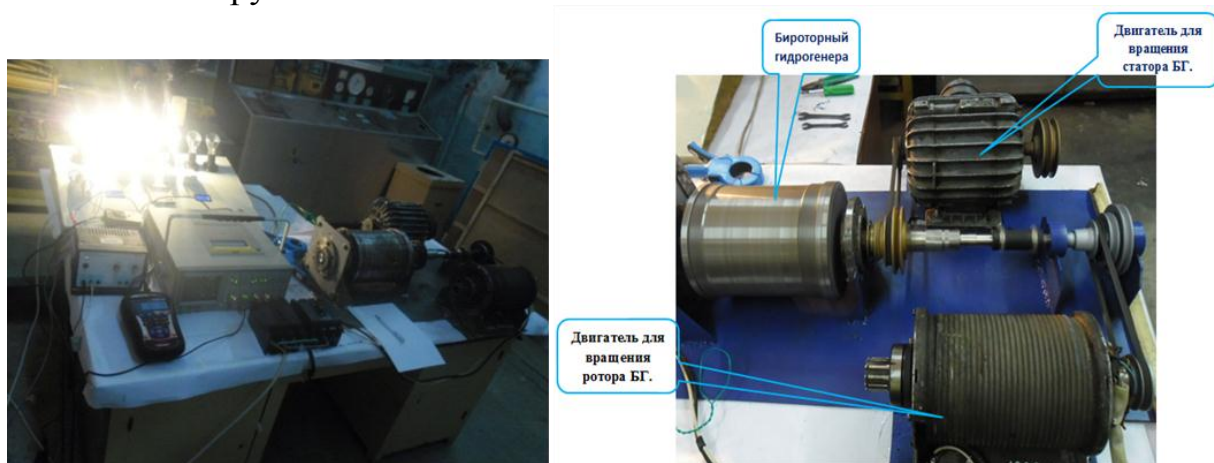 Бироторный
гидрогенера
Двигатель для
вращения
статора БГ.
Двигатель для
вращения
ротора БГ.